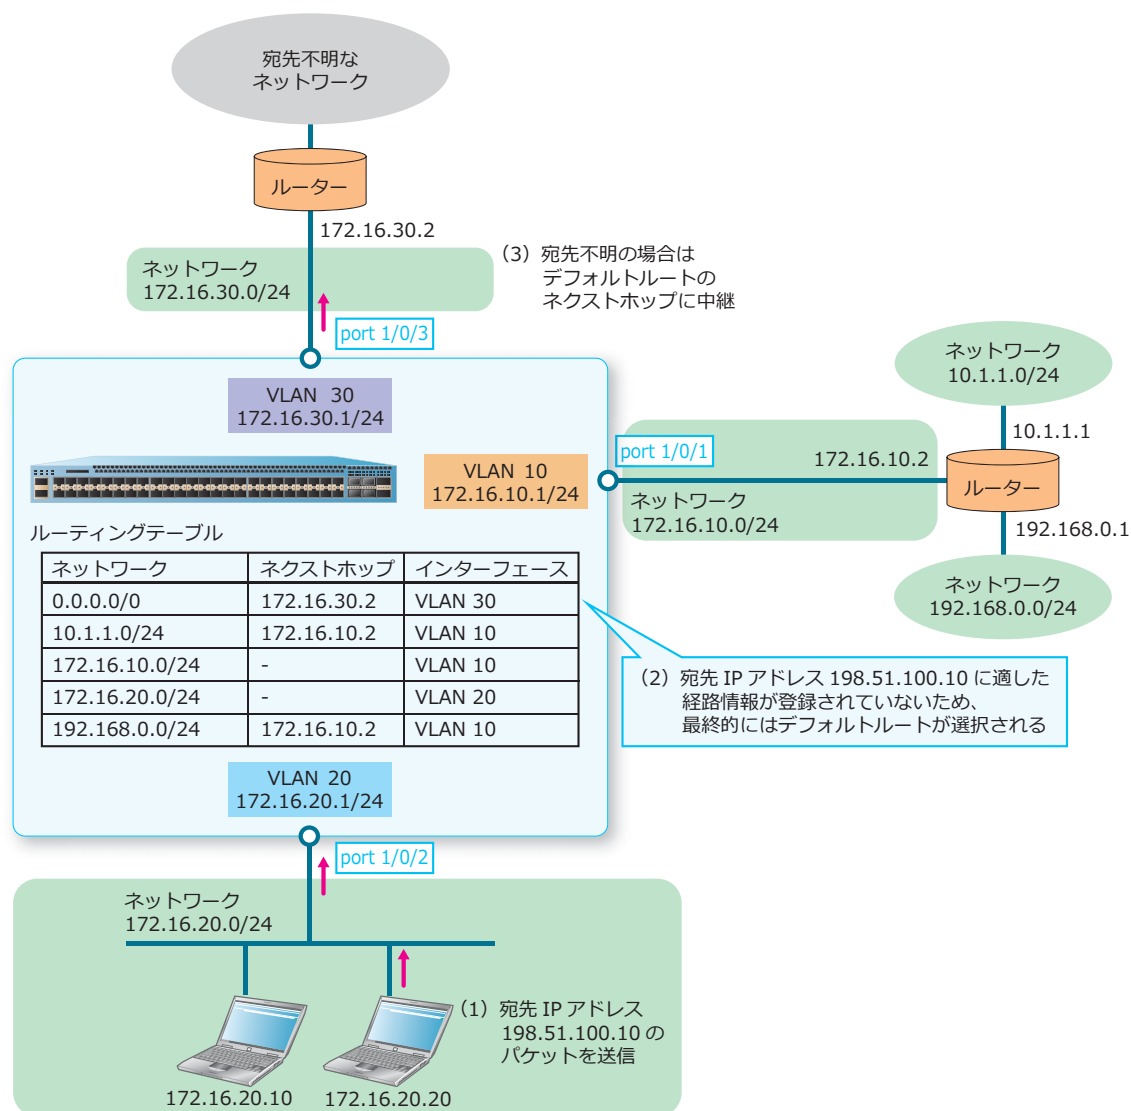 宛先不明な
ネットワーク
ルーター
172.16.30.2
ネットワーク
172.16.30.0/24
(3) 宛先不明の場合は
デフォルトルートの
ネクストホップに中継
port 1/0/3
VLAN 30
172.16.30.1/24
ネットワーク
10.1.1.0/24
10.1.1.1
port 1/0/1
172.16.10.2
ルーター
VLAN 10
172.16.10.1/24
ネットワーク
172.16.10.0/24
192.168.0.1
ネットワーク
192.168.0.0/24
ルーティングテーブル
ネットワーク ネクストホップ インターフェース
0.0.0.0/0 172.16.30.2 VLAN 30
10.1.1.0/24 172.16.10.2 VLAN 10
172.16.10.0/24 - VLAN 10
172.16.20.0/24 - VLAN 20
192.168.0.0/24 172.16.10.2 VLAN 10
(2) 宛先 IP アドレス 198.51.100.10 に適した
経路情報が登録されていないため、
最終的にはデフォルトルートが選択される
VLAN 20
172.16.20.1/24
port 1/0/2
ネットワーク
172.16.20.0/24
(1) 宛先 IP アドレス
198.51.100.10 の
パケットを送信
172.16.20.10 172.16.20.20